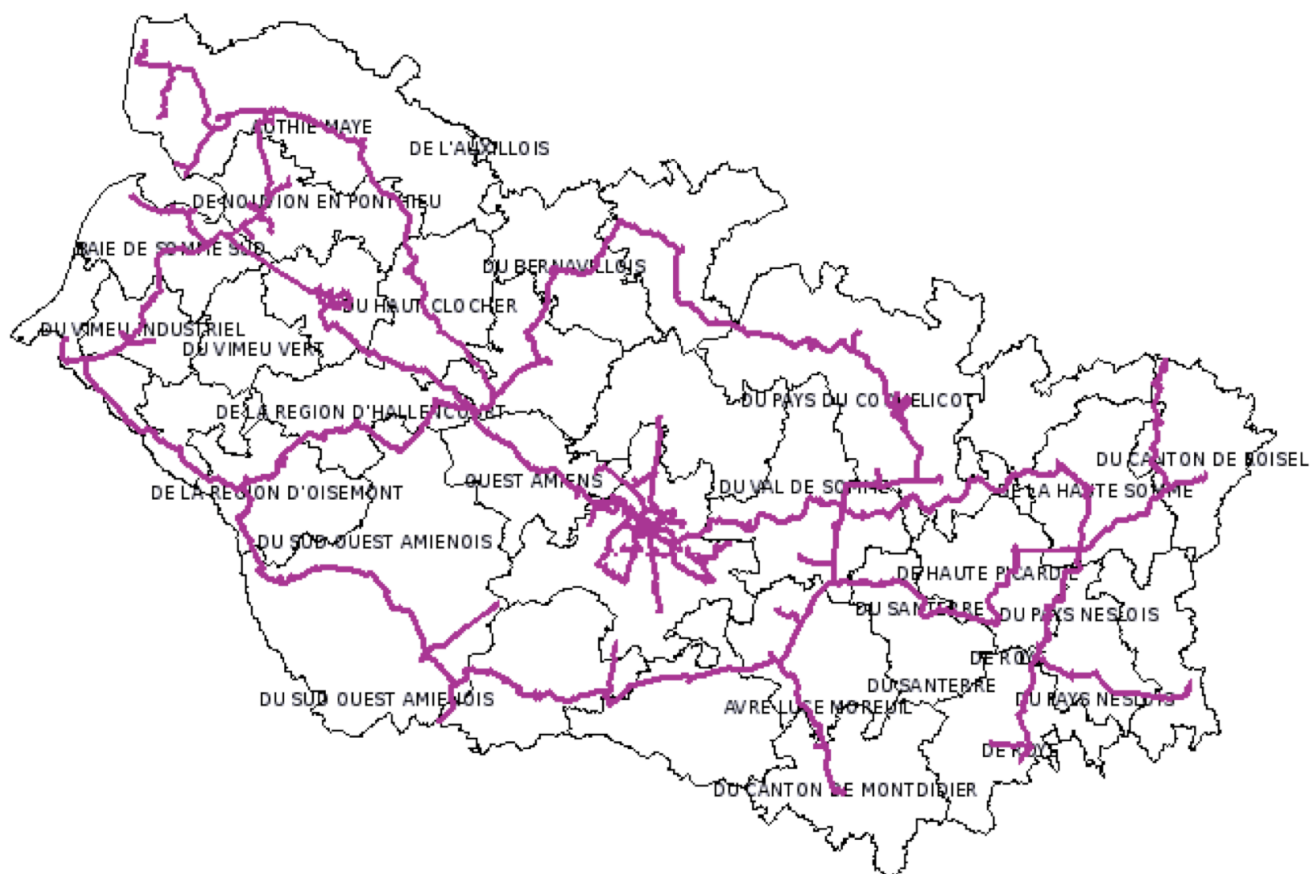 AUTHIE MAYE
DE L'AUXILLOIS
DE NOUVION EN PONTHIEU
BAIE DE SOMME SUD
DU BERNAVILLOIS
DU HAUT CLOCHER
DU VIMEU INDUSTRIEL
DU VIMEU VERT
DU PAYS DU COQUELICOT
DE LA REGION D'HALLENCOURT
DU CANTON DE ROISEL
OUEST AMIENS
DU VAL DE SOMME
DE LA HAUTE SOMME
DE LA REGION D'OISEMONT
DU SUD OUEST AMIENOIS
DE HAUTE PICARDIE
DU SANTERRE
DU PAYS NESLOIS
DE ROYE
DU SANTERRE
DU SUD OUEST AMIENOIS
DU PAYS NESLOIS
AVRE LUCE MOREUIL
DE ROYE
DU CANTON DE MONTDIDIER